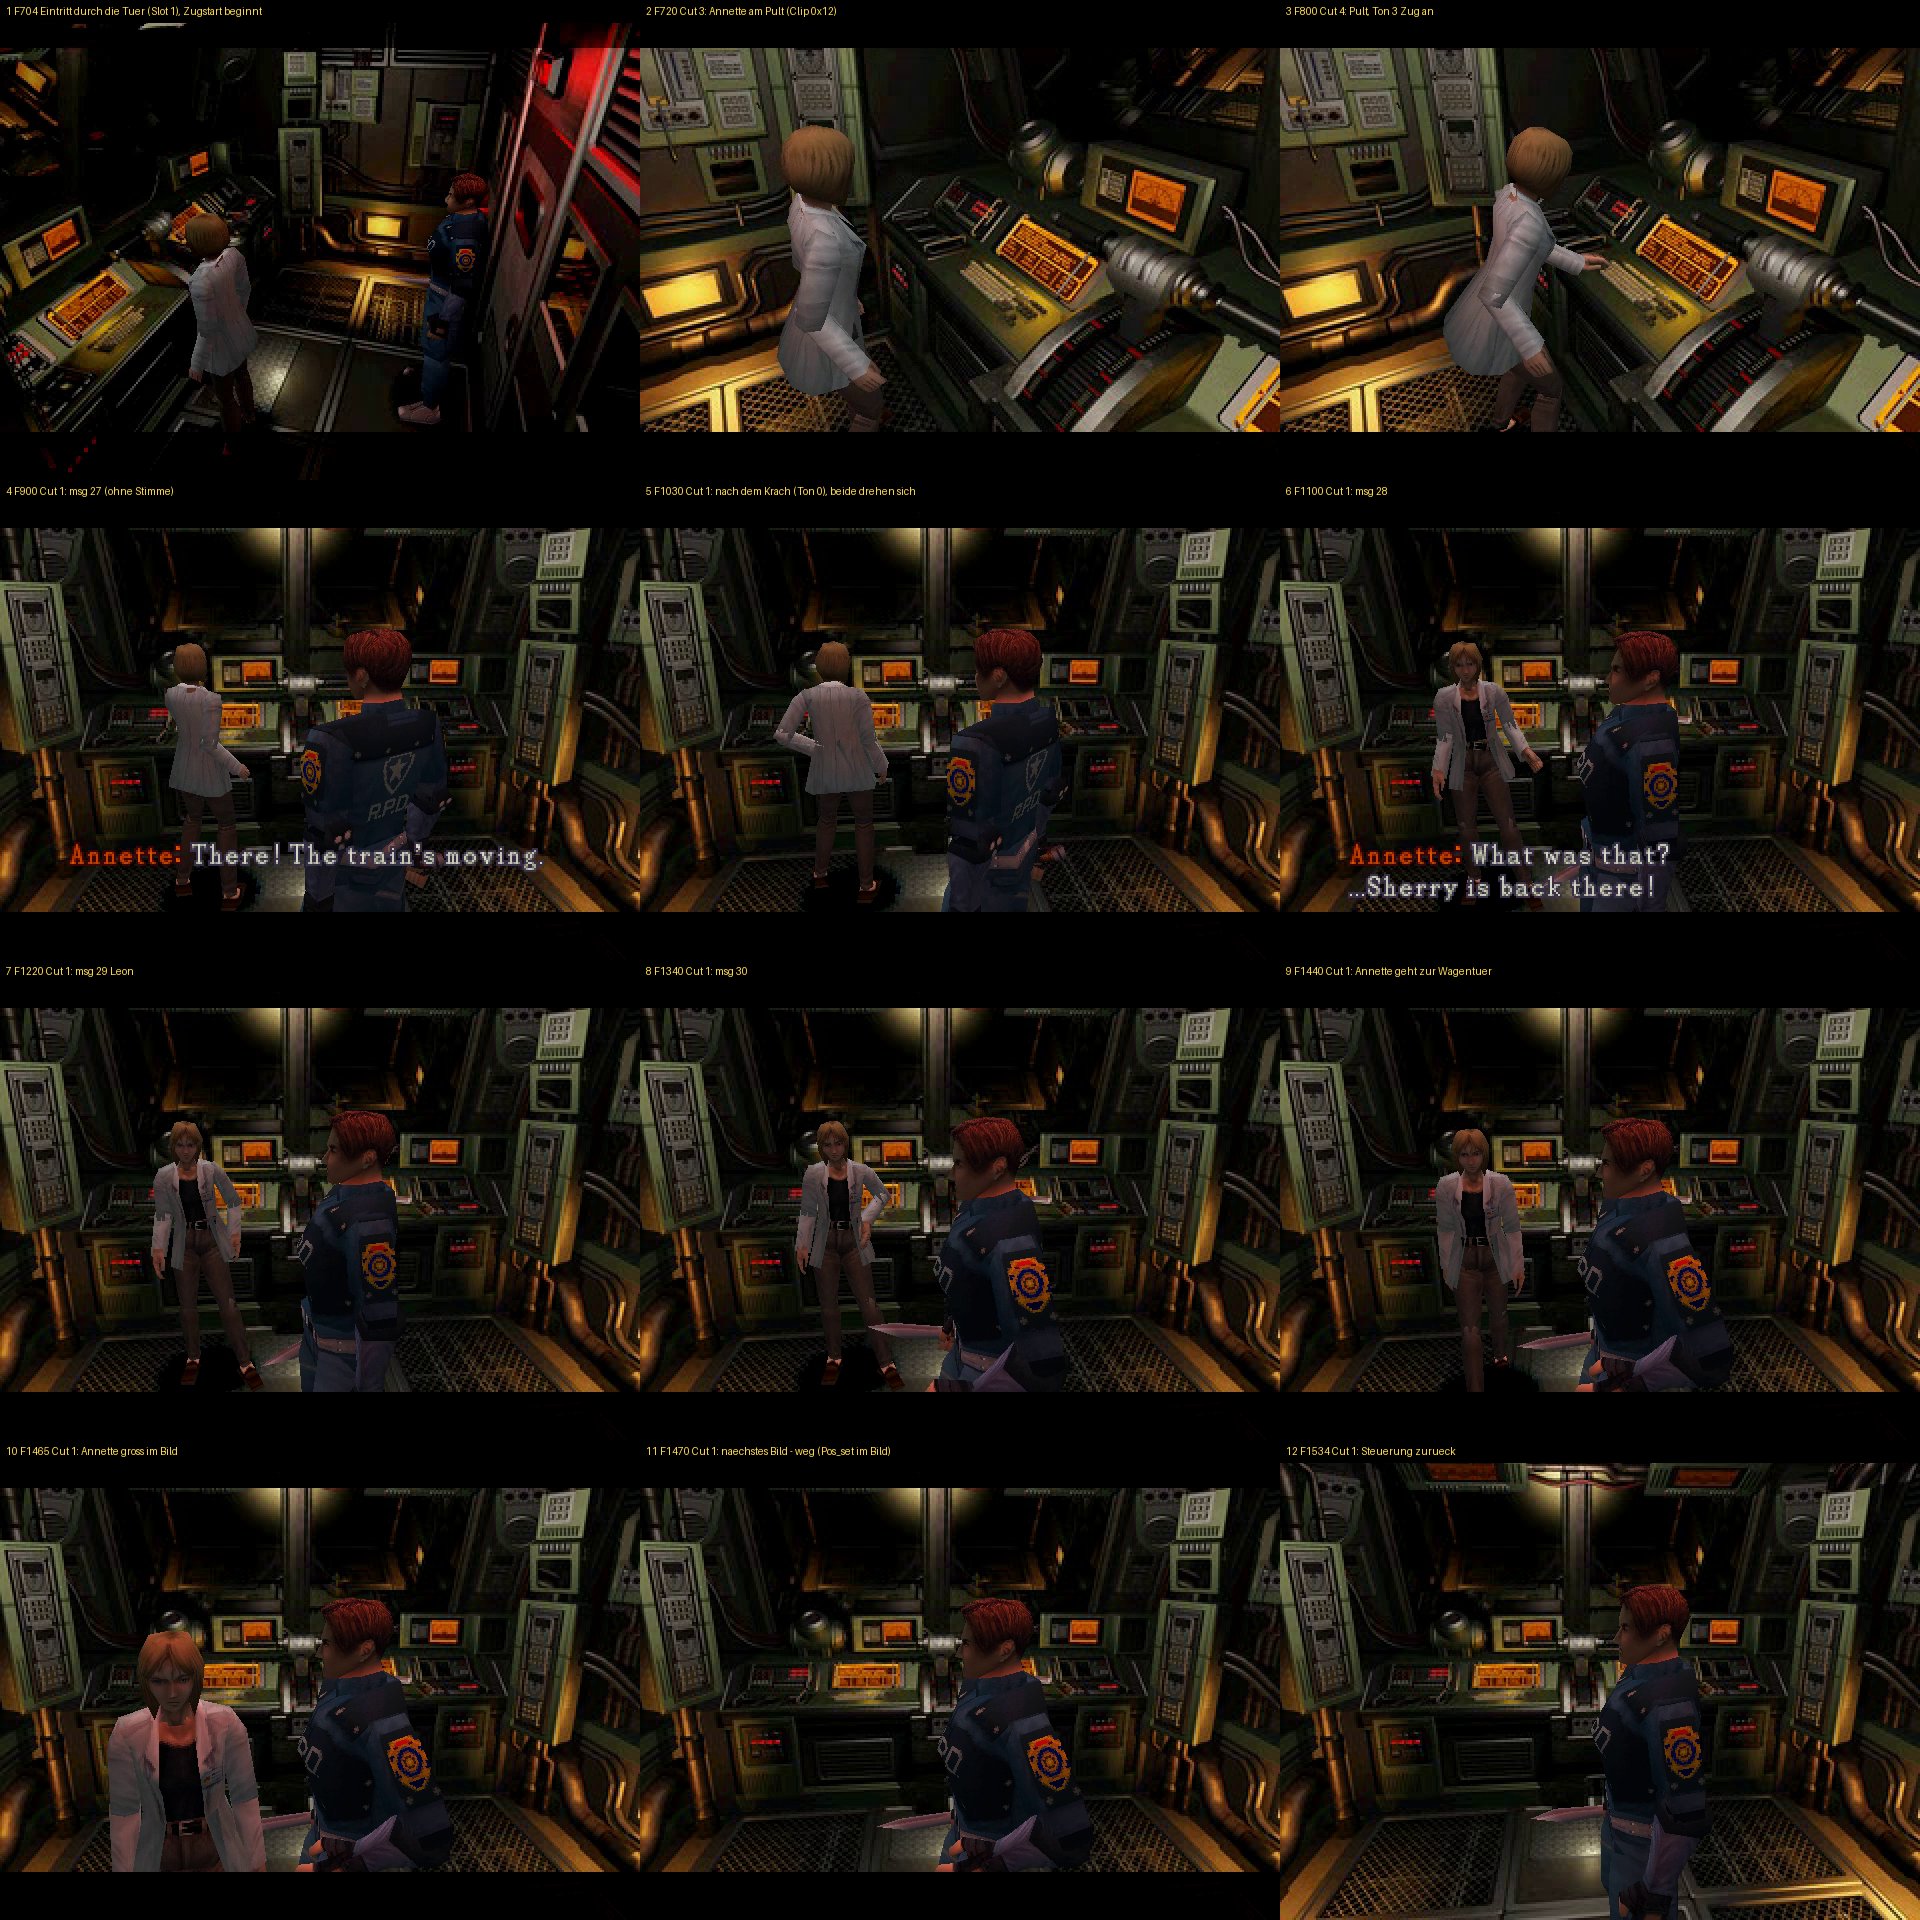 1 F704 Eintritt durch die Tuer (Slot 1), Zugstart beginnt
2 F720 Cut 3: Annette am Pult (Clip 0x12)
3 F800 Cut 4: Pult, Ton 3 Zug an
4 F900 Cut 1: msg 27 (ohne Stimme)
5 F1030 Cut 1: nach dem Krach (Ton 0), beide drehen sich
6 F1100 Cut 1: msg 28
R.P.D.
R.P.D.
Annette: There! The train's moving.
Annette: What was that?
...Sherry is back there!
7 F1220 Cut 1: msg 29 Leon
8 F1340 Cut 1: msg 30
9 F1440 Cut 1: Annette geht zur Wagentuer
10 F1465 Cut 1: Annette gross im Bild
11 F1470 Cut 1: naechstes Bild - weg (Pos_set im Bild)
12 F1534 Cut 1: Steuerung zurueck